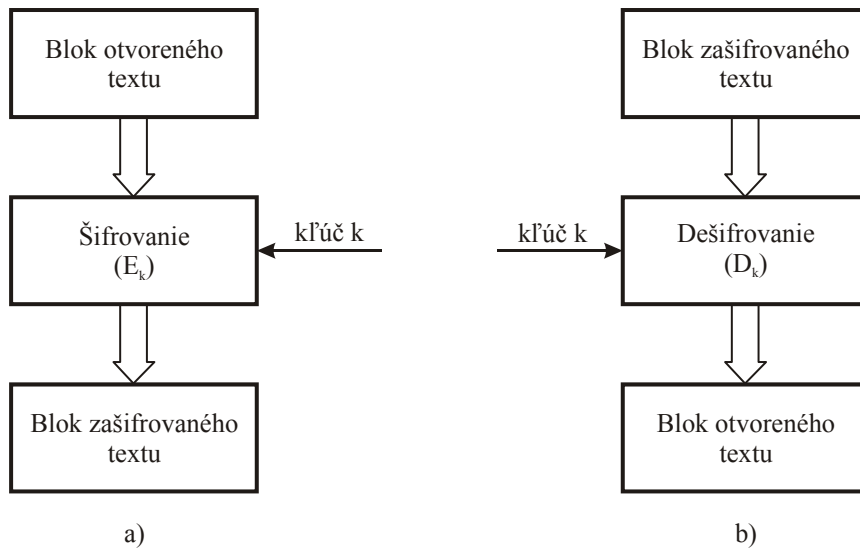 Blok otvoreného
textu
Šifrovanie
(Eₖ)
kľúč k
Blok zašifrovaného
textu
a)
Blok zašifrovaného
textu
kľúč k
Dešifrovanie
(Dₖ)
Blok otvoreného
textu
b)